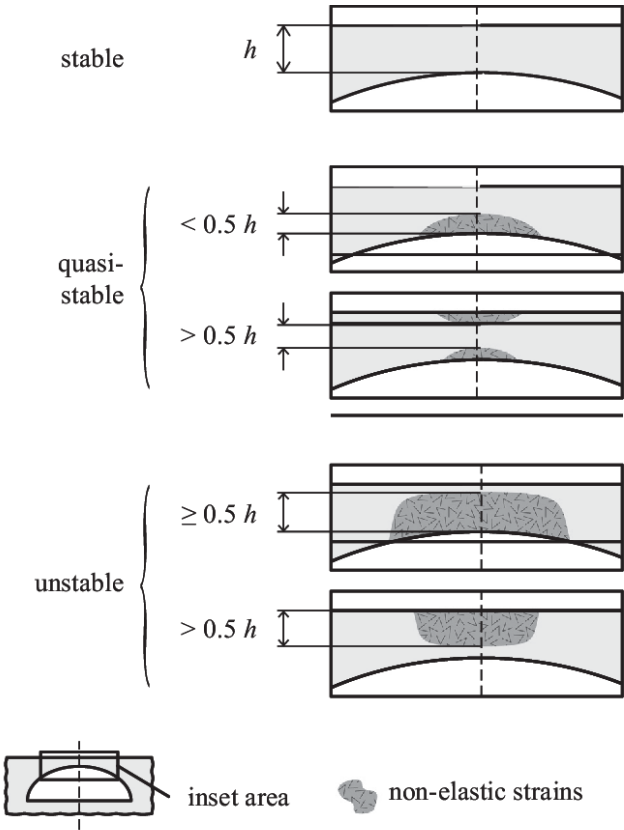 stable
h
quasi-
stable
< 0.5 h
> 0.5 h
unstable
≥ 0.5 h
> 0.5 h
inset area
non-elastic strains